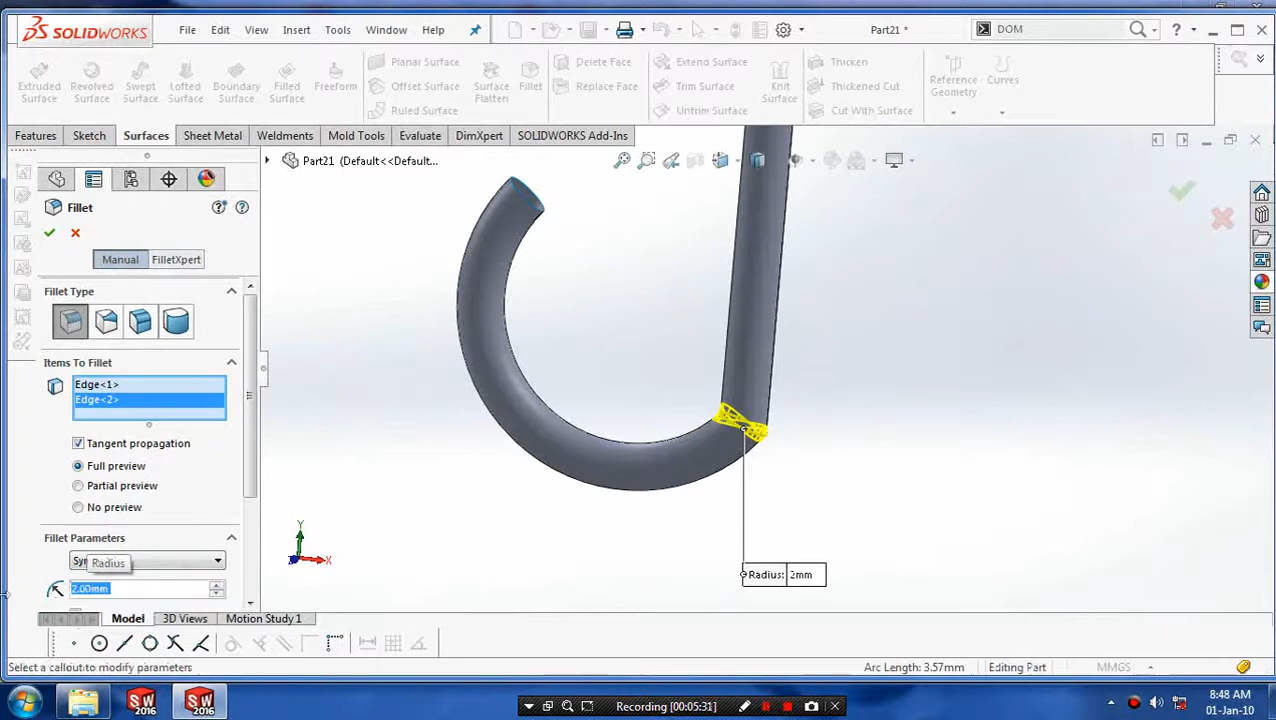 SOLIDWORKS File Edit View Insert Tools Window Help Part21 * DOM ?
Extruded Surface
Revolved Surface
Swept Surface
Lofted Surface
Boundary Surface
Filled Surface
Freeform
Planar Surface
Offset Surface
Ruled Surface
Surface Flatten
Fillet
Delete Face
Replace Face
Extend Surface
Trim Surface
Untrim Surface
Knit Surface
Thicken
Thickened Cut
Cut With Surface
Reference Geometry
Curves
Features Sketch Surfaces Sheet Metal Weldments Mold Tools Evaluate DimXpert SOLIDWORKS Add-Ins
Part21 (Default<<Default...
Fillet
Manual FilletXpert
Fillet Type
Items To Fillet
Edge<1>
Edge<2>
Tangent propagation
Full preview
Partial preview
No preview
Fillet Parameters
Radius
2.00mm
Radius: 2mm
Y
X
Model 3D Views Motion Study 1
Select a callout to modify parameters Arc Length: 3.57mm Editing Part MMGS
SW 2016
SW 2016
Recording [00:05:31]
8:48 AM
01-Jan-10